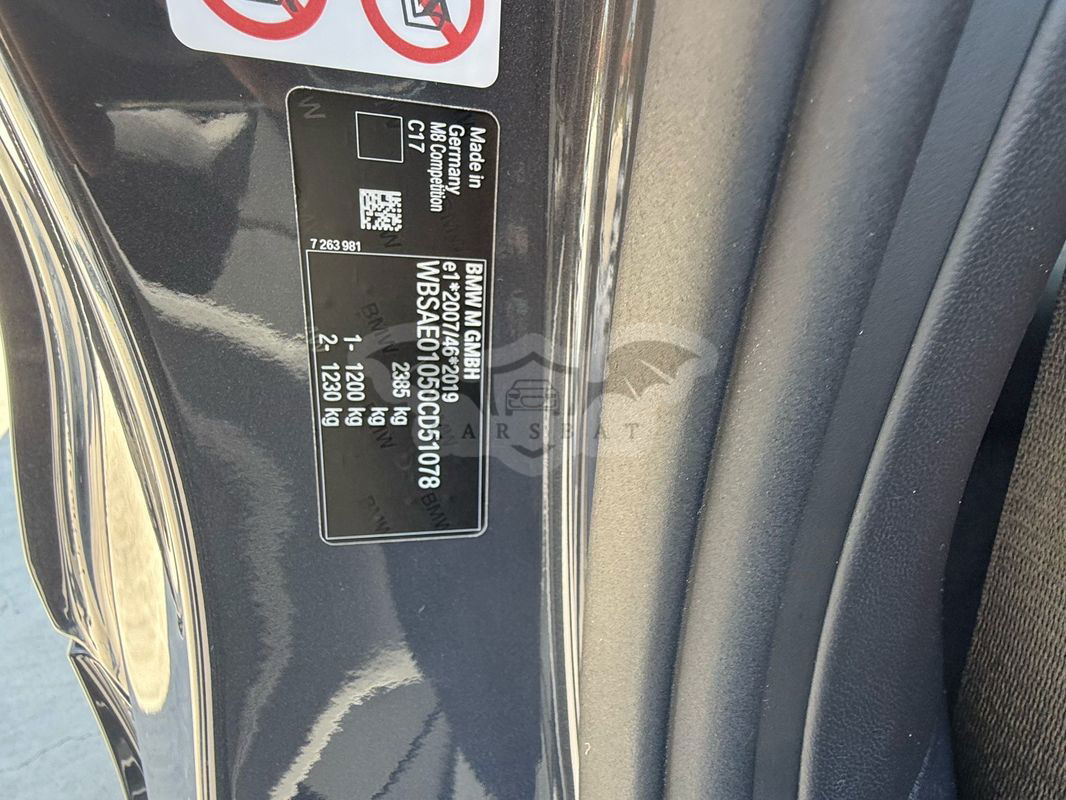 Made in
Germany
M8 Competition
C17
7 263 981
BMW M GMBH
e1*2007/46*2019
WBSAE01050CD51078
2385 kg
kg
1- 1200 kg
2- 1230 kg
CARSBAT